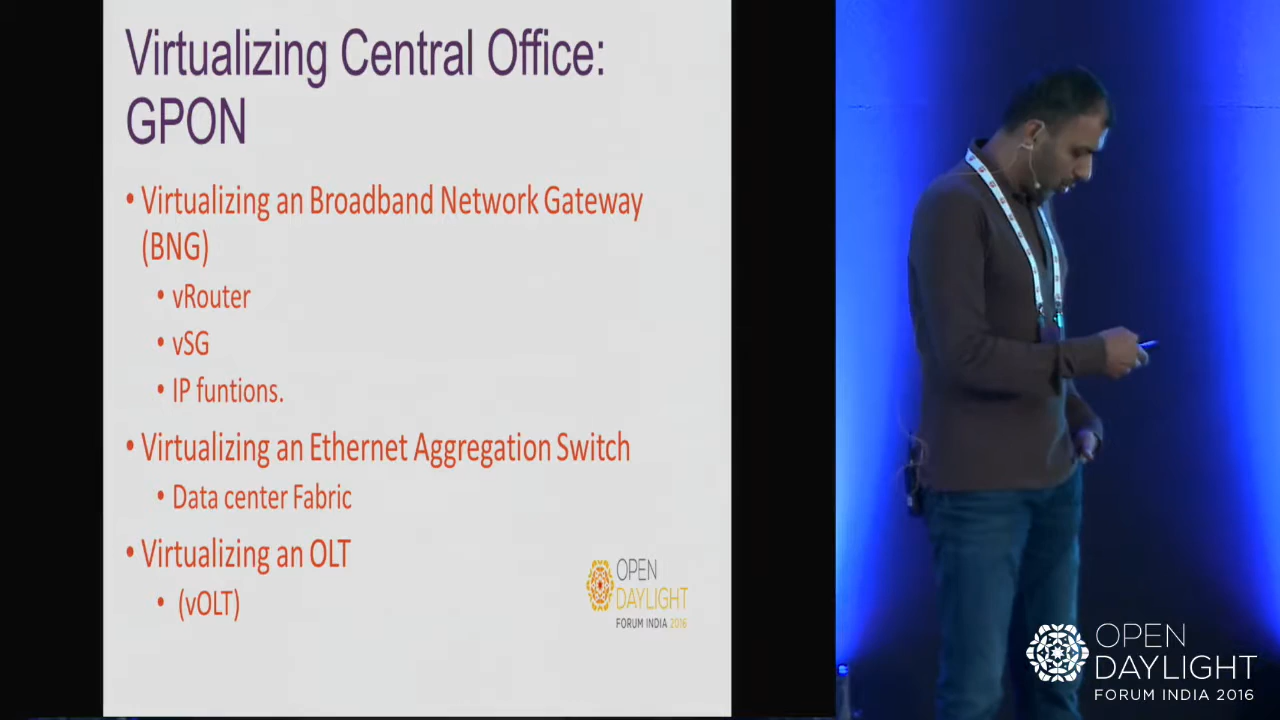 Virtualizing Central Office:
GPON
• Virtualizing an Broadband Network Gateway
(BNG)
• vRouter
• vSG
• IP funtions.
• Virtualizing an Ethernet Aggregation Switch
• Data center Fabric
• Virtualizing an OLT
• (vOLT)
OPEN
DAYLIGHT
FORUM INDIA 2016
OPEN
DAYLIGHT
FORUM INDIA 2016